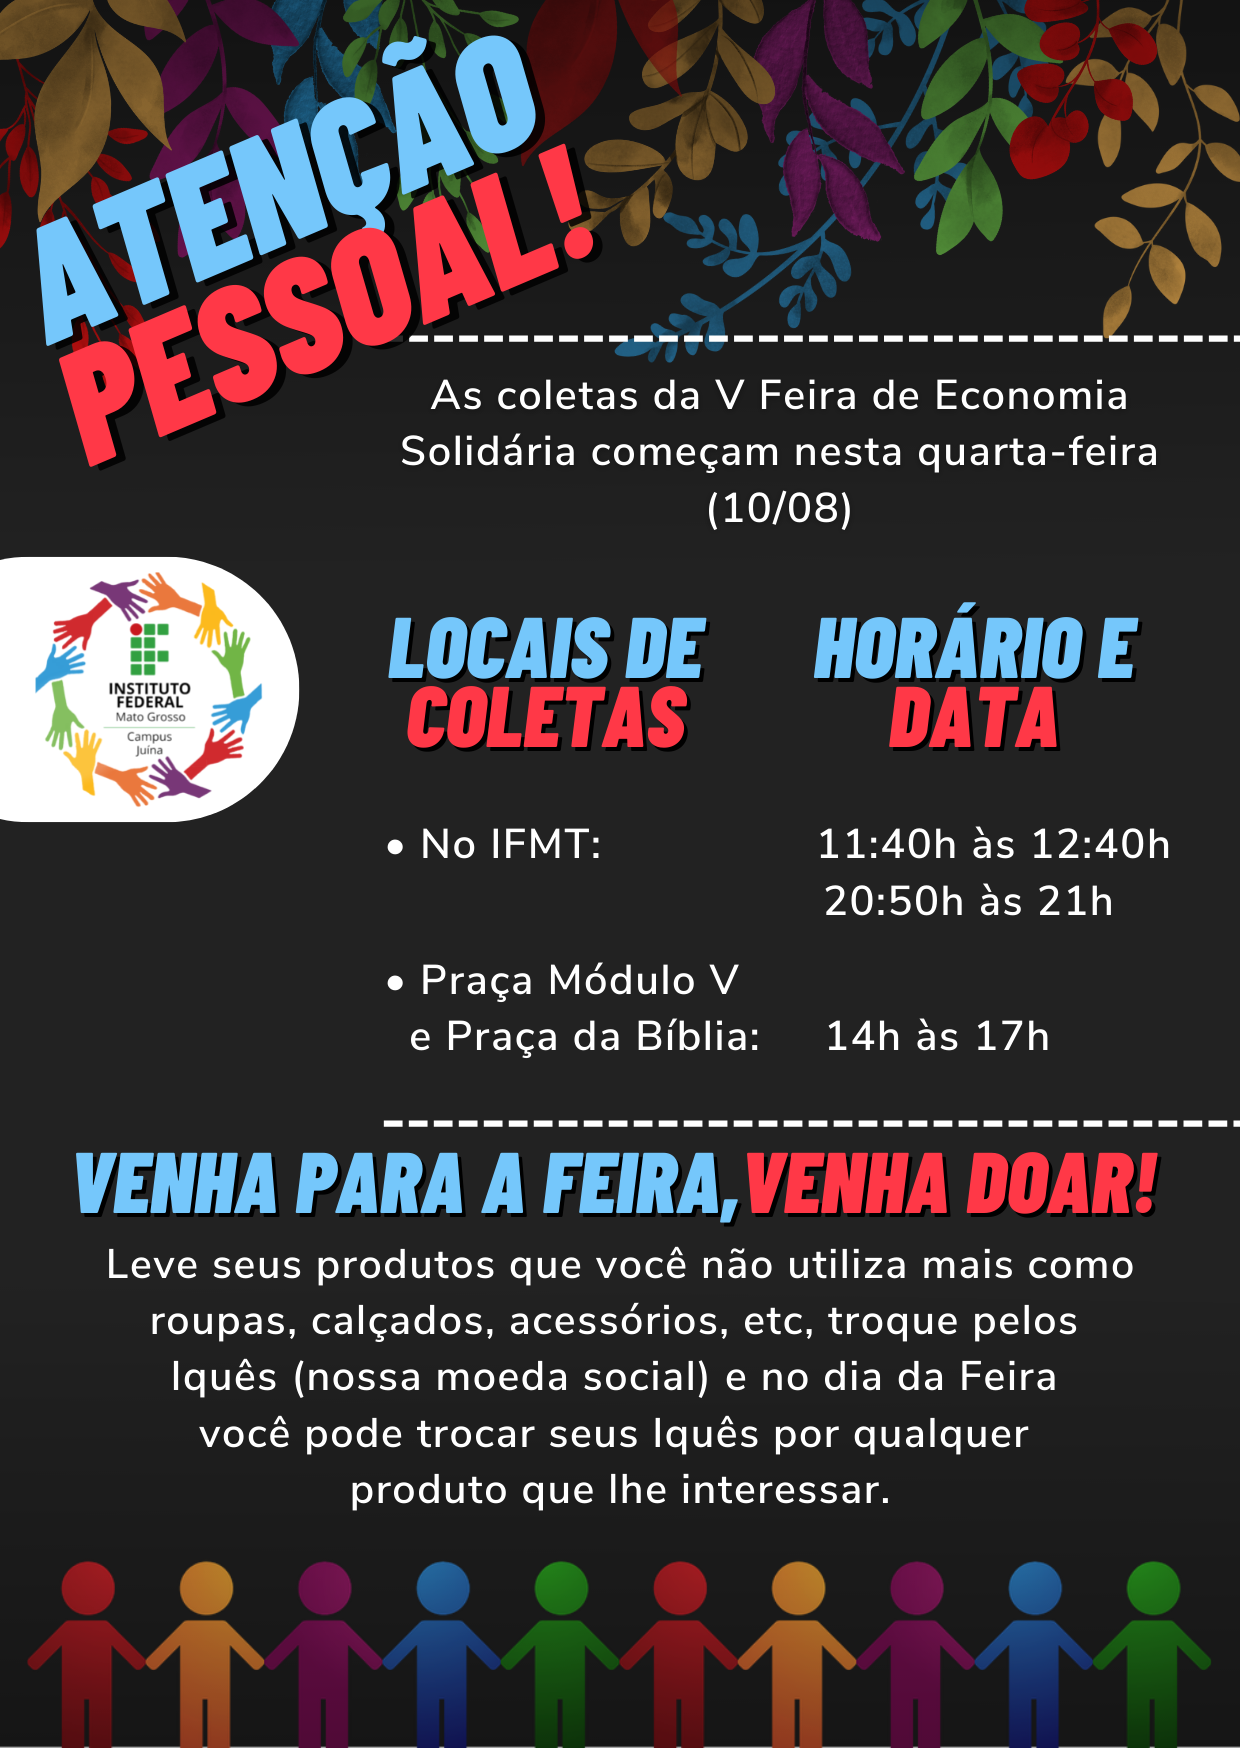 ATENÇÃO
PESSOAL!
As coletas da V Feira de Economia
Solidária começam nesta quarta-feira
(10/08)
INSTITUTO
FEDERAL
Mato Grosso
Campus
Juína
LOCAIS DE
COLETAS
HORÁRIO E
DATA
• No IFMT: 11:40h às 12:40h
20:50h às 21h
• Praça Módulo V
e Praça da Bíblia: 14h às 17h
VENHA PARA A FEIRA,VENHA DOAR!
Leve seus produtos que você não utiliza mais como
roupas, calçados, acessórios, etc, troque pelos
Iquês (nossa moeda social) e no dia da Feira
você pode trocar seus Iquês por qualquer
produto que lhe interessar.